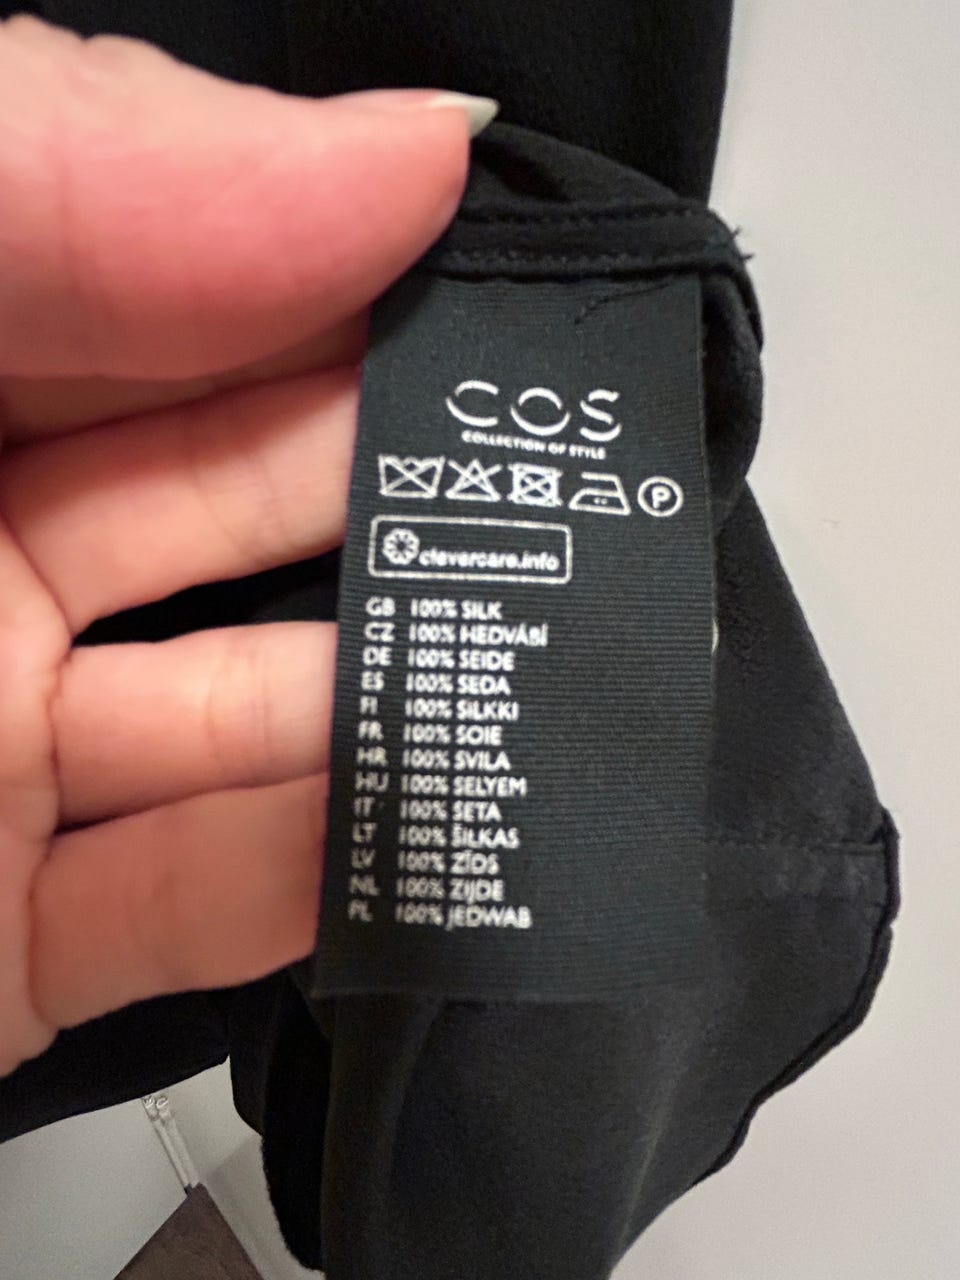 COS
COLLECTION OF STYLE
P
clevercare.info
GB 100% SILK
CZ 100% HEDVÁBÍ
DE 100% SEIDE
ES 100% SEDA
FI 100% SILKKI
FR 100% SOIE
HR 100% SVILA
HU 100% SELYEM
IT 100% SETA
LT 100% ŠILKAS
LV 100% ZĪDS
NL 100% ZIJDE
PL 100% JEDWAB